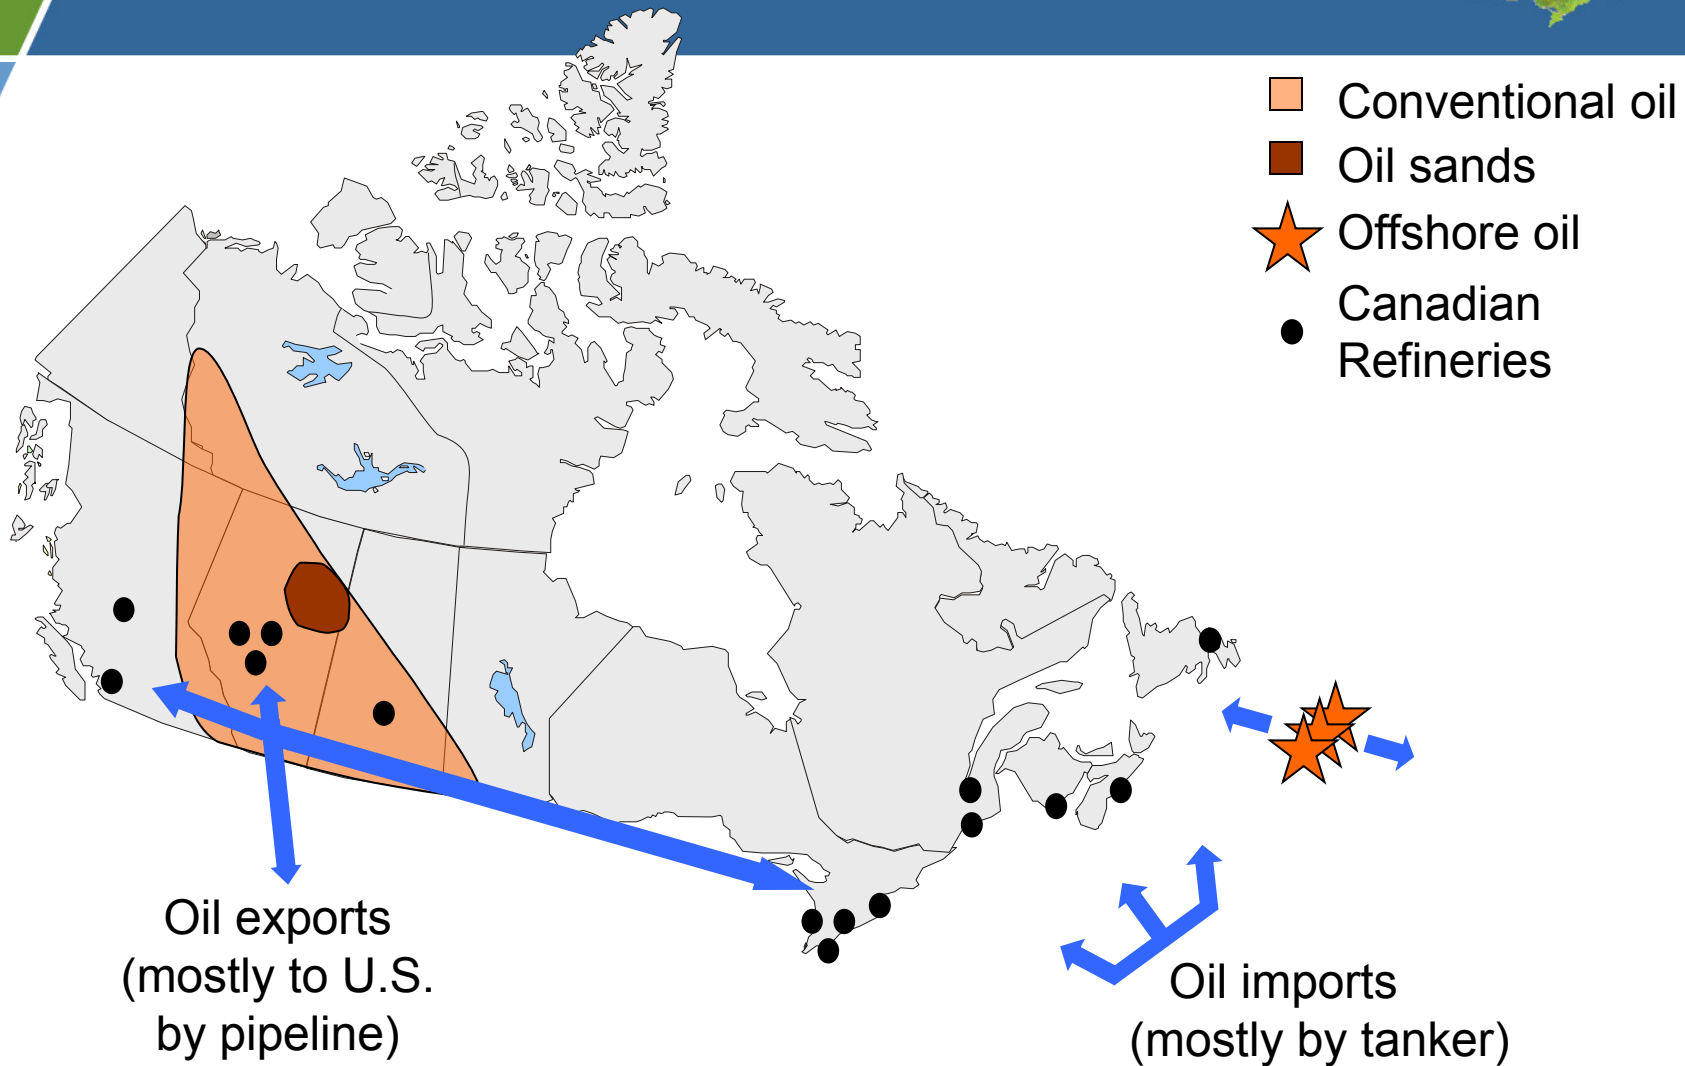 Conventional oil
Oil sands
Offshore oil
Canadian
Refineries
Oil exports
(mostly to U.S.
by pipeline)
Oil imports
(mostly by tanker)